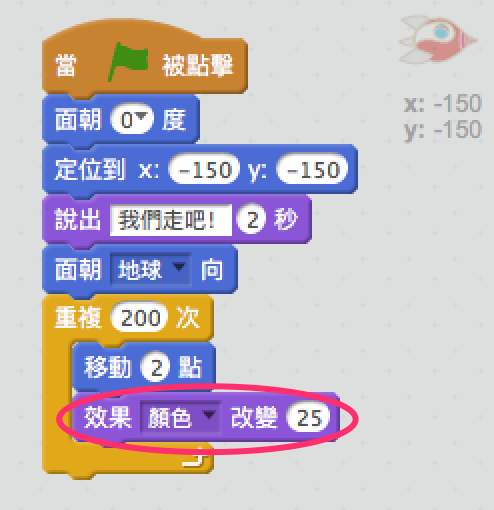 當 被點擊
x: -150
y: -150
面朝 0 度
定位到 x: -150 y: -150
說出 我們走吧! 2 秒
面朝 地球 向
重複 200 次
移動 2 點
效果 顏色 改變 25